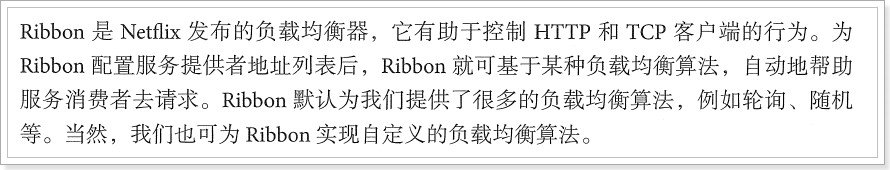 Ribbon 是 Netflix 发布的负载均衡器，它有助于控制 HTTP 和 TCP 客户端的行为。为
Ribbon 配置服务提供者地址列表后，Ribbon 就可基于某种负载均衡算法，自动地帮助
服务消费者去请求。Ribbon 默认为我们提供了很多的负载均衡算法，例如轮询、随机
等。当然，我们也可为 Ribbon 实现自定义的负载均衡算法。